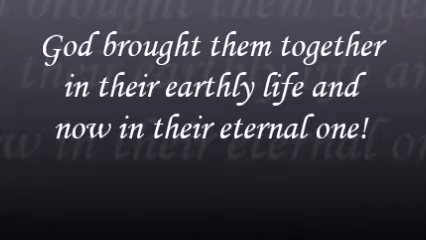 God brought them together
in their earthly life and
now in their eternal one!